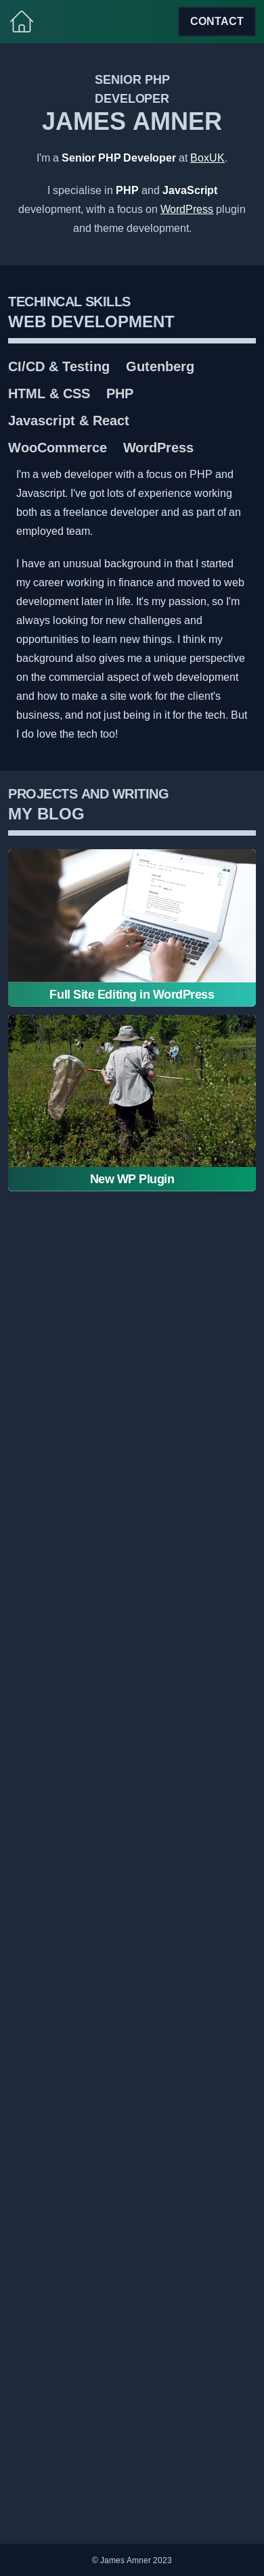 CONTACT
SENIOR PHP
DEVELOPER
JAMES AMNER
I'm a Senior PHP Developer at BoxUK.
I specialise in PHP and JavaScript
development, with a focus on WordPress plugin
and theme development.
TECHINCAL SKILLS
WEB DEVELOPMENT
CI/CD & Testing Gutenberg
HTML & CSS PHP
Javascript & React
WooCommerce WordPress
I'm a web developer with a focus on PHP and
Javascript. I've got lots of experience working
both as a freelance developer and as part of an
employed team.
I have an unusual background in that I started
my career working in finance and moved to web
development later in life. It's my passion, so I'm
always looking for new challenges and
opportunities to learn new things. I think my
background also gives me a unique perspective
on the commercial aspect of web development
and how to make a site work for the client's
business, and not just being in it for the tech. But
I do love the tech too!
PROJECTS AND WRITING
MY BLOG
Full Site Editing in WordPress
New WP Plugin
© James Amner 2023